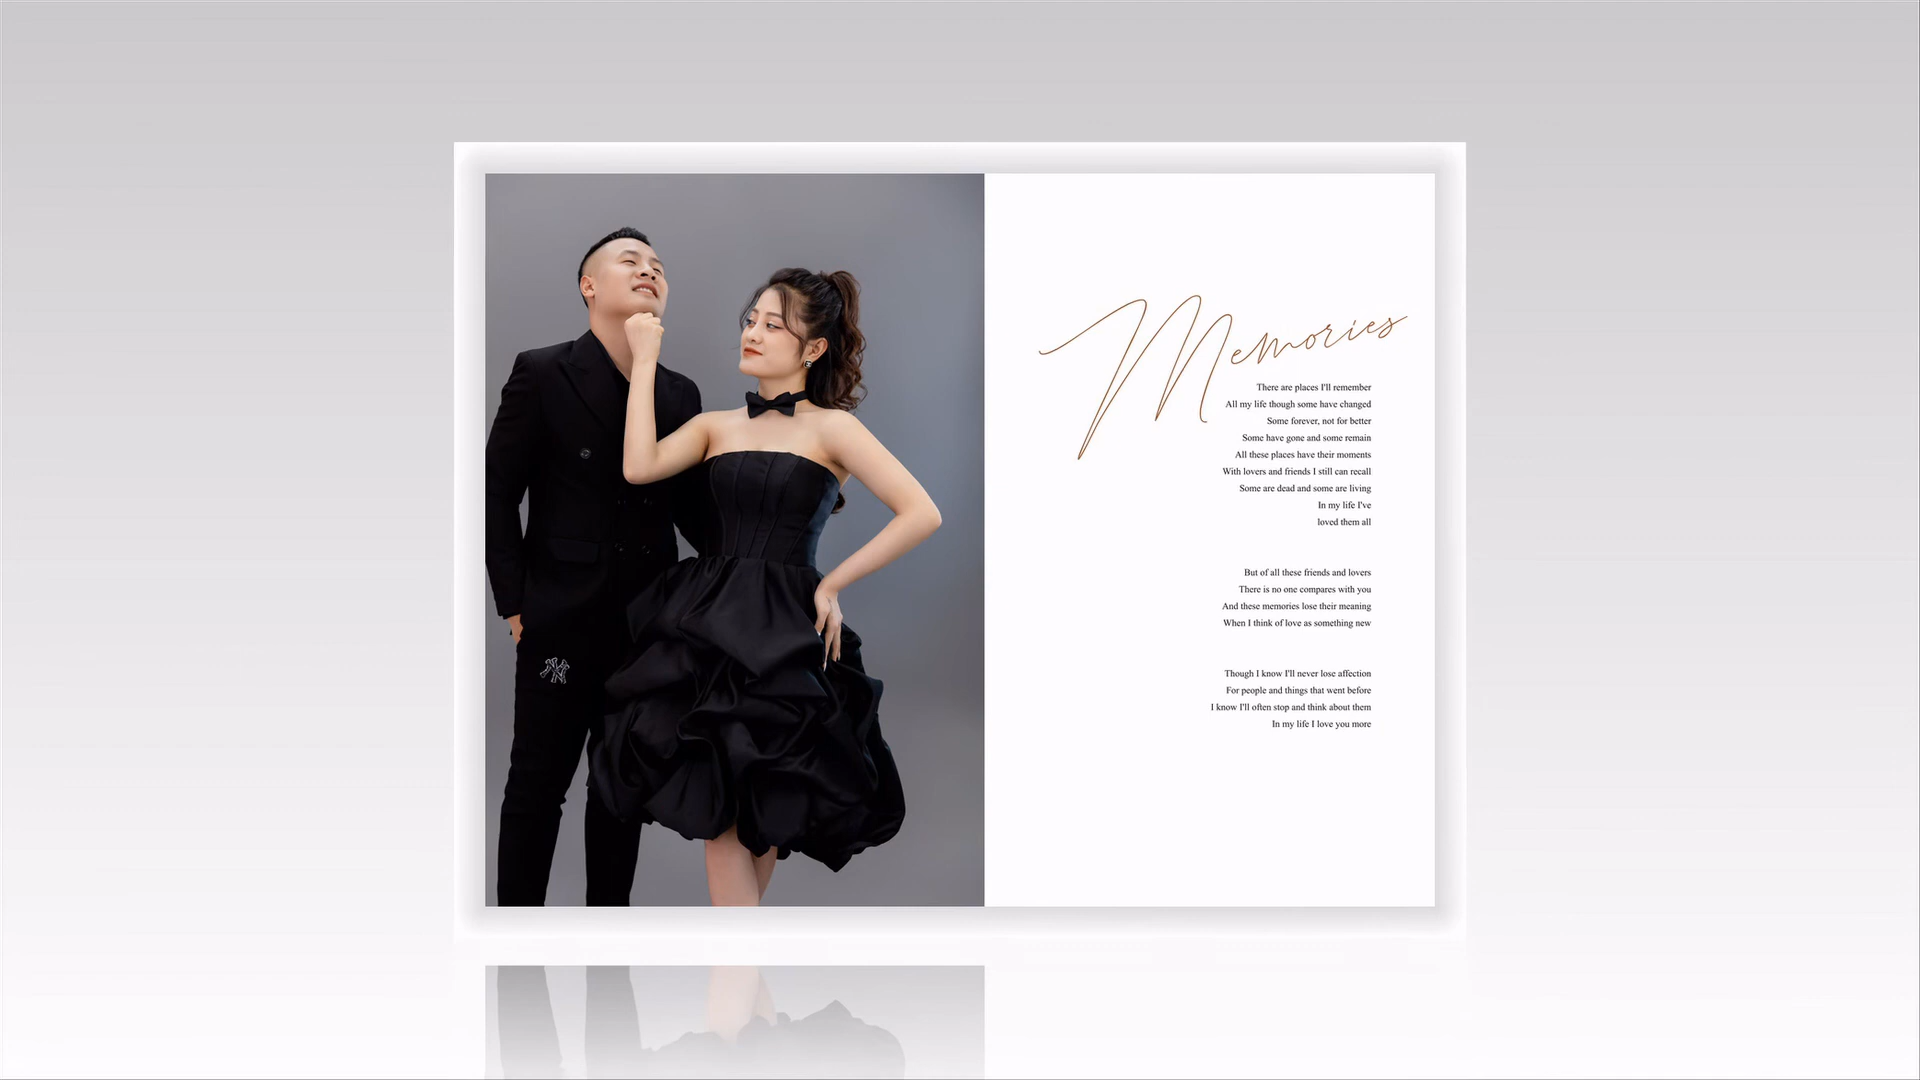 Memories
There are places I'll remember
All my life though some have changed
Some forever, not for better
Some have gone and some remain
All these places have their moments
With lovers and friends I still can recall
Some are dead and some are living
In my life I've
loved them all
But of all these friends and lovers
There is no one compares with you
And these memories lose their meaning
When I think of love as something new
Though I know I'll never lose affection
For people and things that went before
I know I'll often stop and think about them
In my life I love you more
NY